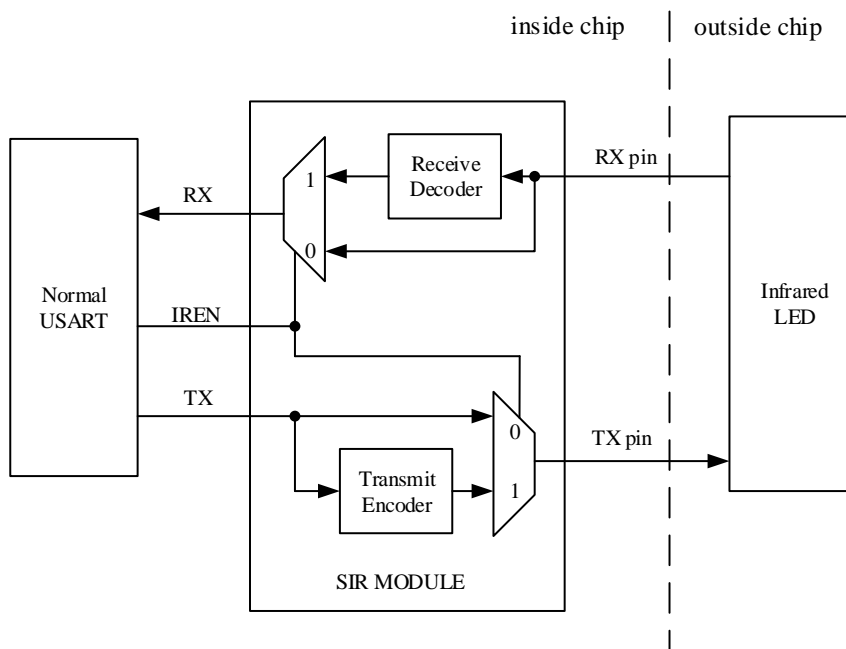 inside chip
outside chip
Receive
Decoder
RX pin
1
RX
0
Normal
USART
Infrared
LED
IREN
TX
0
TX pin
Transmit
Encoder
1
SIR MODULE